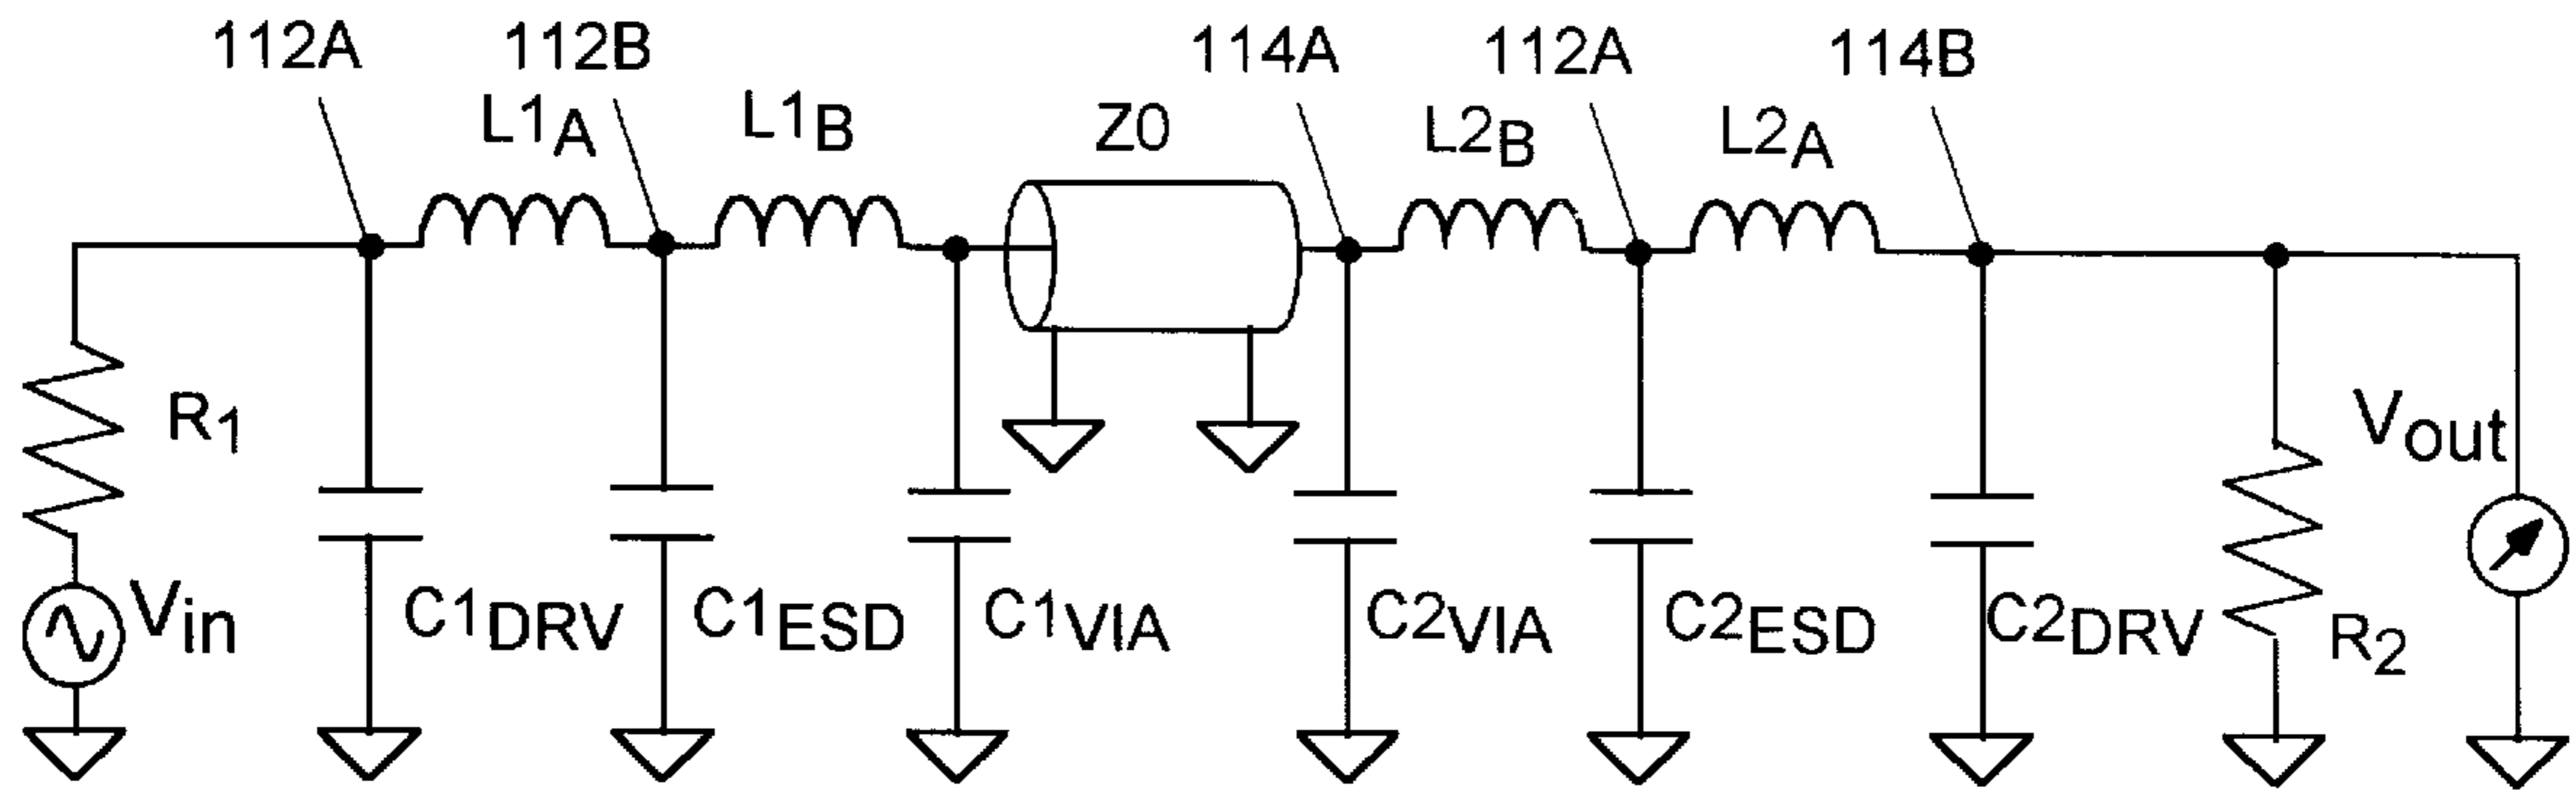 112A
112B
114A
112A
114B
L1A
L1B
Z0
L2B
L2A
R1
Vout
Vin
C1DRV
C1ESD
C1VIA
C2VIA
C2ESD
C2DRV
R2